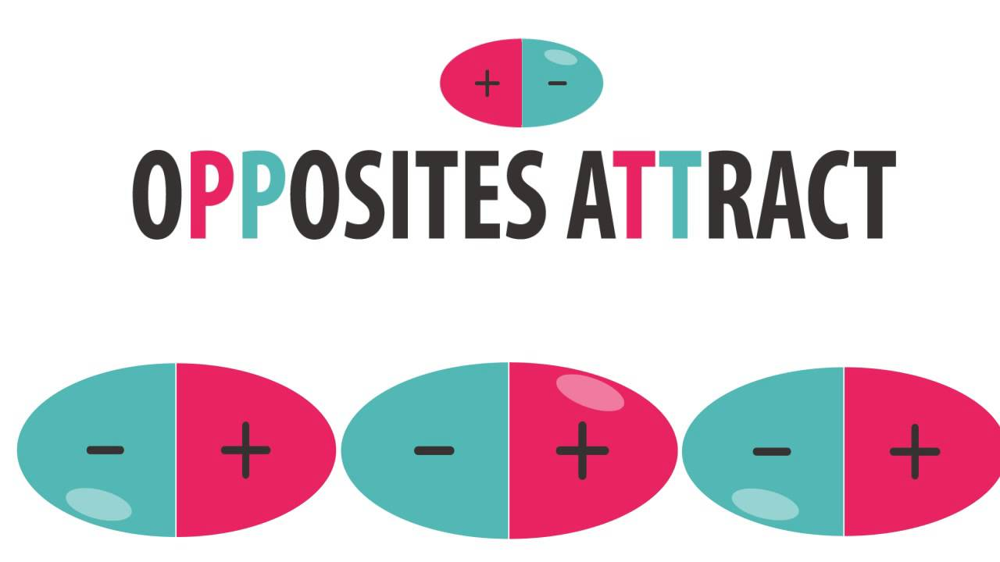 + -
OPPOSITES ATTRACT
- + - + - +